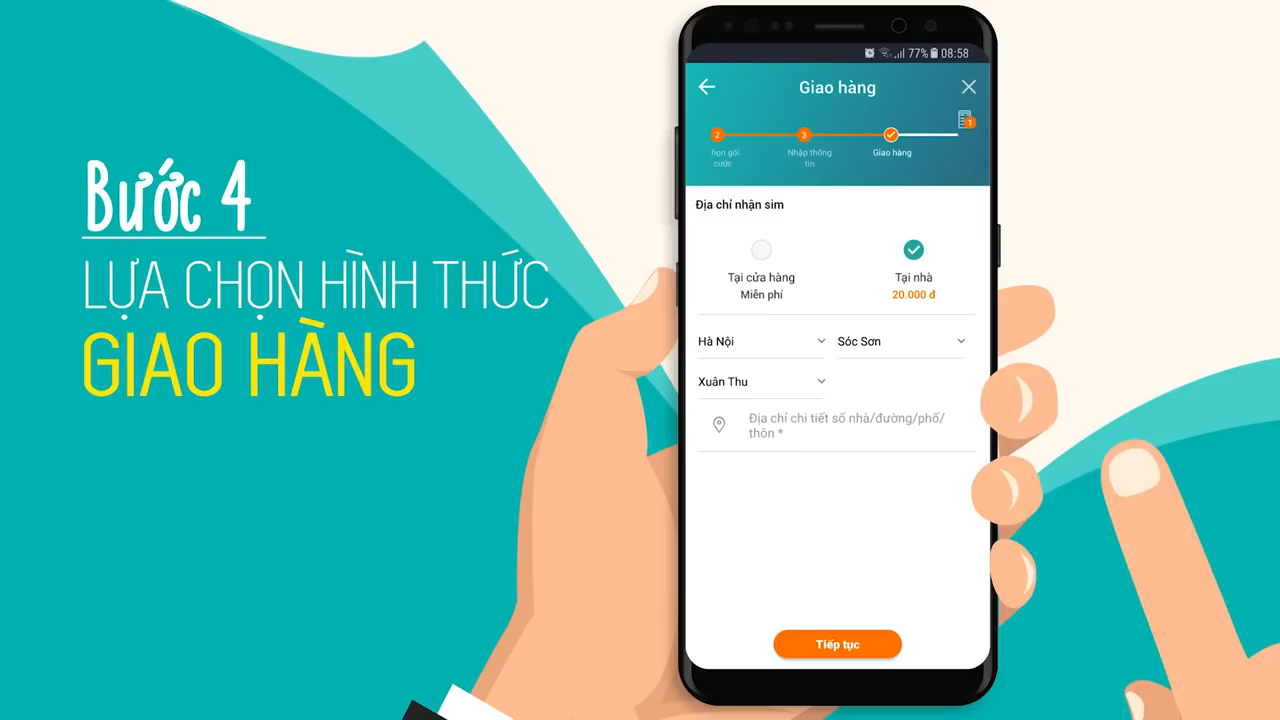 Bước 4
LỰA CHỌN HÌNH THỨC
GIAO HÀNG
77% 08:58
Giao hàng
1
2 3
họn gói Nhập thông Giao hàng
cước tin
Địa chỉ nhận sim
Tại cửa hàng Tại nhà
Miễn phí 20.000 đ
Hà Nội Sóc Sơn
Xuân Thu
Địa chỉ chi tiết số nhà/đường/phố/
thôn *
Tiếp tục